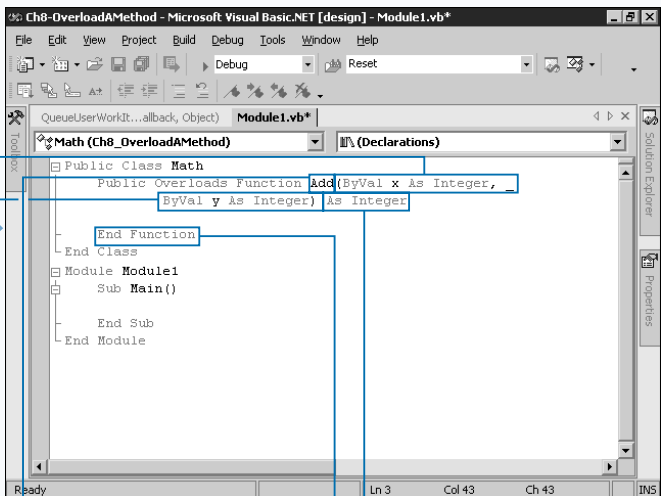 Ch8-OverloadAMethod - Microsoft Visual Basic.NET [design] - Module1.vb*
File Edit View Project Build Debug Tools Window Help
Debug Reset
QueueUserWorkIt...allback, Object) Module1.vb*
Math (Ch8_OverloadAMethod) (Declarations)
Toolbox
Solution Explorer
Properties
Public Class Math
Public Overloads Function Add(ByVal x As Integer, _
ByVal y As Integer) As Integer
End Function
End Class
Module Module1
Sub Main()
End Sub
End Module
Ready Ln 3 Col 43 Ch 43 INS